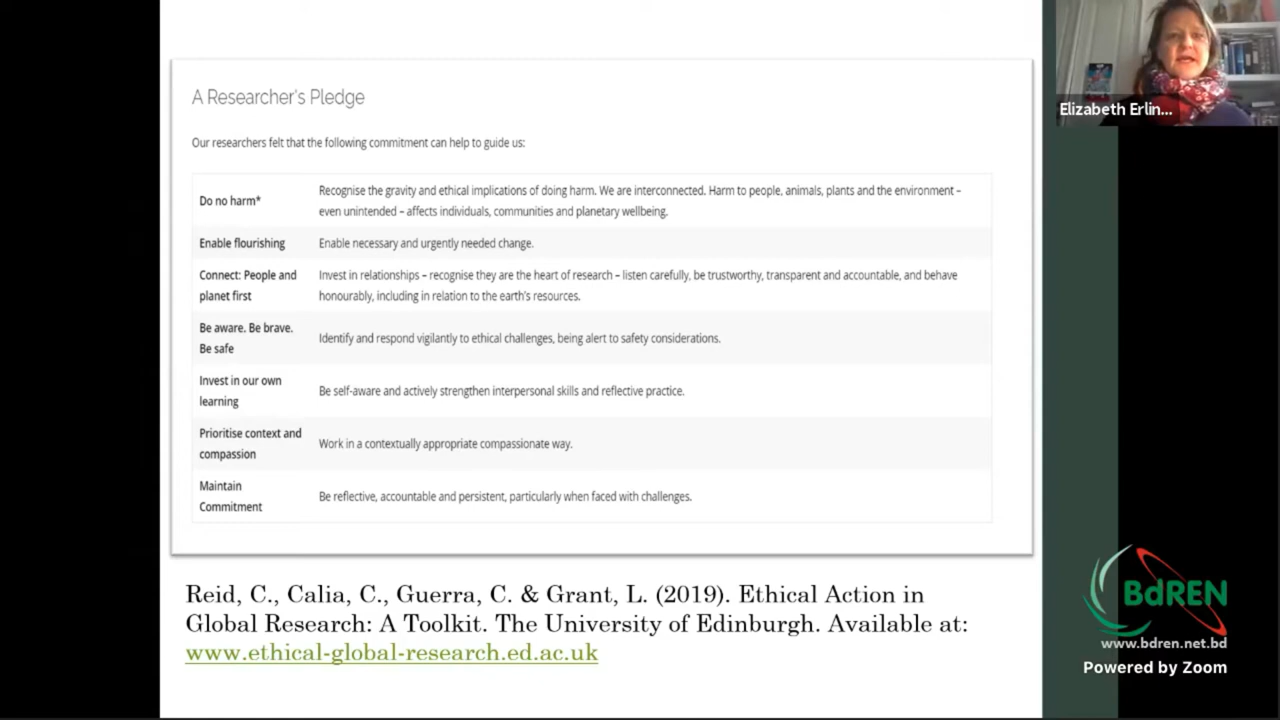 A Researcher's Pledge
Our researchers felt that the following commitment can help to guide us:
Do no harm*
Recognise the gravity and ethical implications of doing harm. We are interconnected. Harm to people, animals, plants and the environment –
even unintended – affects individuals, communities and planetary wellbeing.
Enable flourishing
Enable necessary and urgently needed change.
Connect: People and
planet first
Invest in relationships – recognise they are the heart of research – listen carefully, be trustworthy, transparent and accountable, and behave
honourably, including in relation to the earth's resources.
Be aware. Be brave.
Be safe
Identify and respond vigilantly to ethical challenges, being alert to safety considerations.
Invest in our own
learning
Be self-aware and actively strengthen interpersonal skills and reflective practice.
Prioritise context and
compassion
Work in a contextually appropriate compassionate way.
Maintain
Commitment
Be reflective, accountable and persistent, particularly when faced with challenges.
Reid, C., Calia, C., Guerra, C. & Grant, L. (2019). Ethical Action in
Global Research: A Toolkit. The University of Edinburgh. Available at:
www.ethical-global-research.ed.ac.uk
Elizabeth Erlin...
BdREN
www.bdren.net.bd
Powered by Zoom